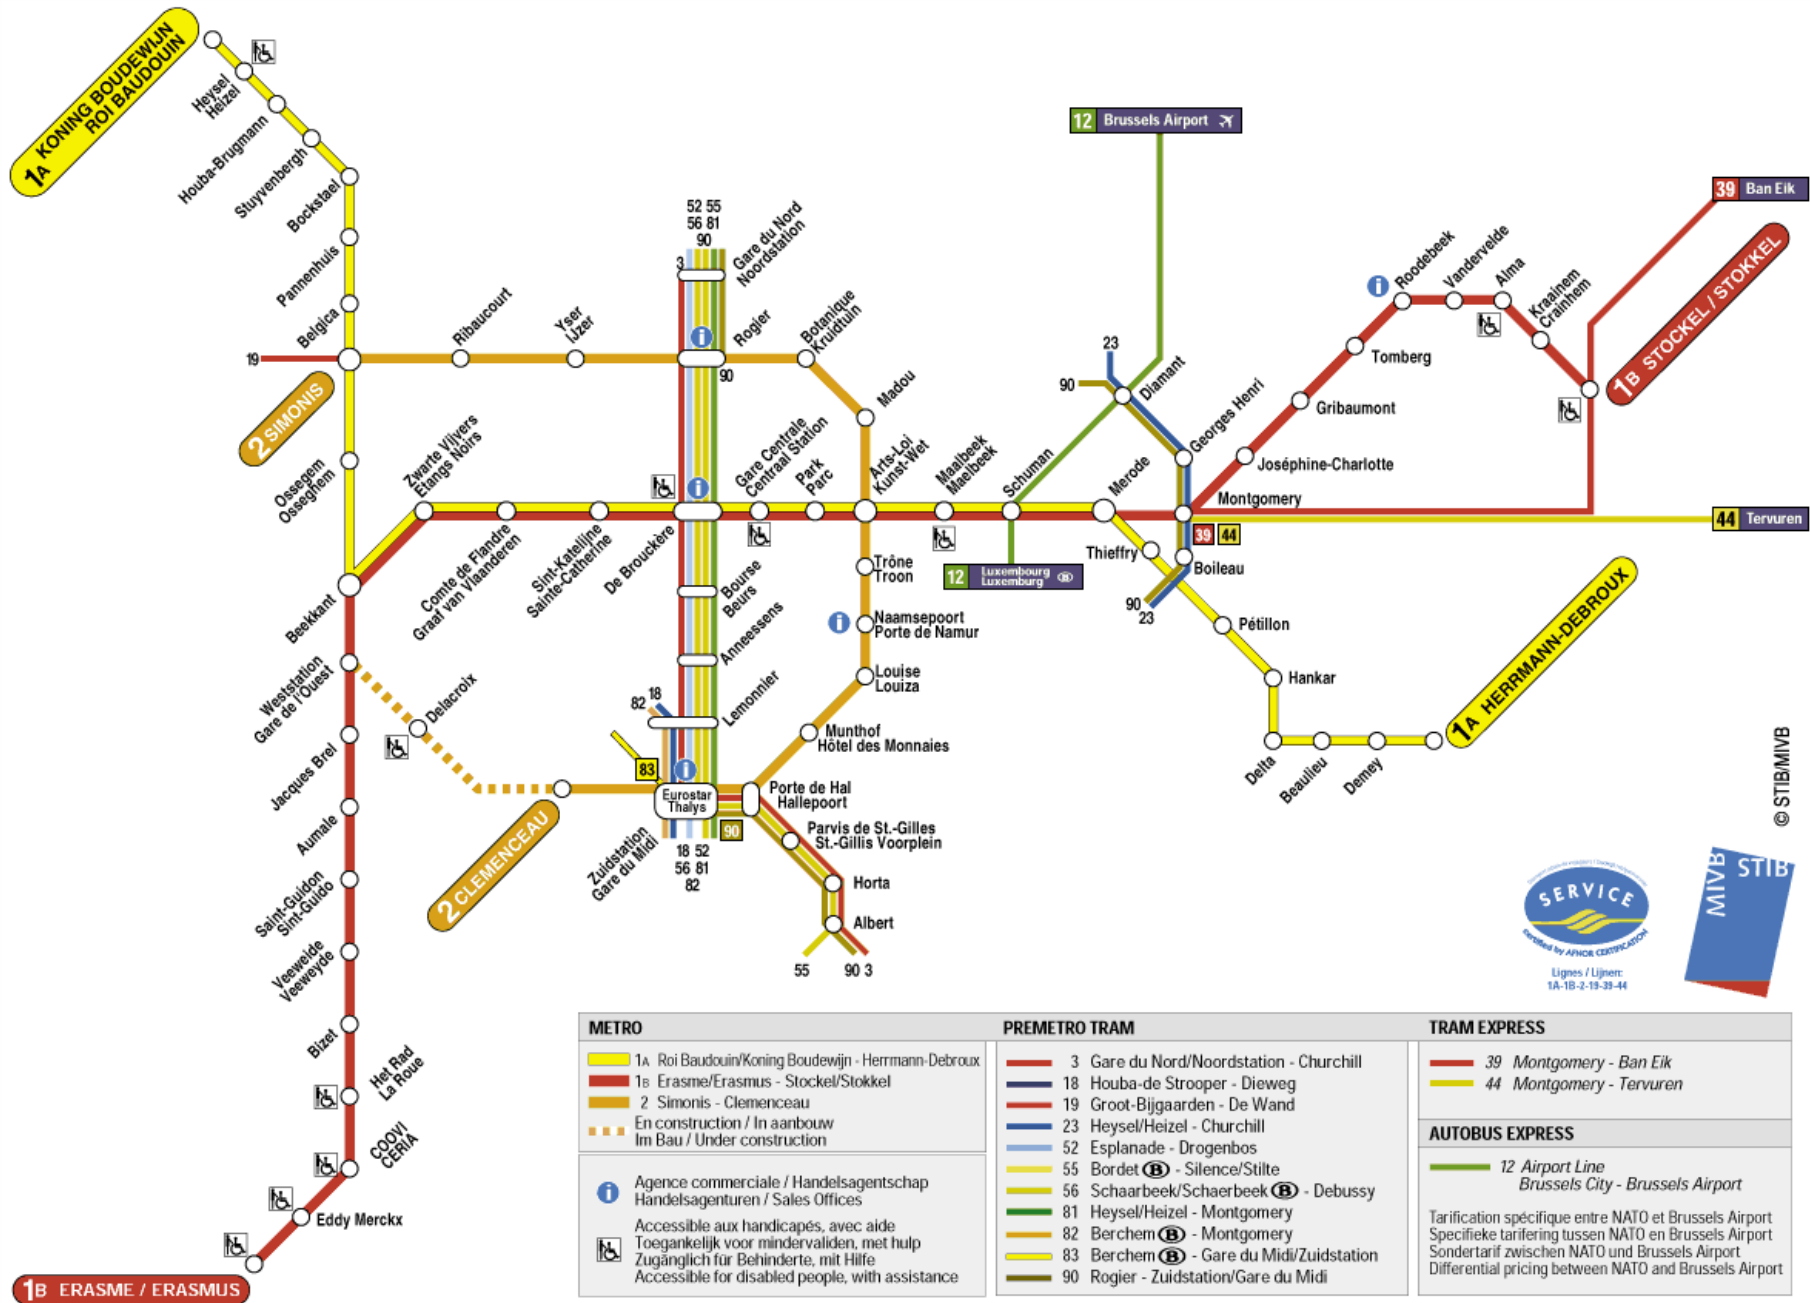 1A KONING BOUDEWIJN
ROI BAUDOUIN
Heysel
Heizel
Houba-Brugmann
Stuyvenbergh
Bockstael
Pannenhuis
Belgica
19
2 SIMONIS
Ribaucourt
Yser
IJzer
52 55
56 81
90
3
Gare du Nord
Noordstation
Rogier
90
Botanique
Kruidtuin
Madou
12 Brussels Airport
39 Ban Eik
1B STOCKEL / STOKKEL
Roodebeek
Vandervelde
Alma
Kraainem
Crainhem
Tomberg
Gribaumont
Joséphine-Charlotte
Montgomery
23
90
Diamant
Georges Henri
Ossegem
Osseghem
Zwarte Vijvers
Etangs Noirs
Gare Centrale
Centraal Station
Park
Parc
Arts-Loi
Kunst-Wet
Maalbeek
Maelbeek
Schuman
Merode
39 44
44 Tervuren
Beekkant
Comte de Flandre
Graaf van Vlaanderen
Sint-Katelijne
Sainte-Catherine
De Brouckère
Bourse
Beurs
Anneessens
Lemonnier
Trône
Troon
Naamsepoort
Porte de Namur
Louise
Louiza
Munthof
Hôtel des Monnaies
12 Luxembourg
Luxemburg B
Thieffry
Boileau
90
23
Pétillon
Hankar
Delta
Beaulieu
Demey
1A HERRMANN-DEBROUX
Weststation
Gare de l'Ouest
Delacroix
Jacques Brel
Aumale
Saint-Guidon
Sint-Guido
Veeweide
Veeweyde
Bizet
Het Rad
La Roue
COOVI
CERIA
Eddy Merckx
1B ERASME / ERASMUS
2 CLEMENCEAU
82 18
83
Eurostar
Thalys
Zuidstation
Gare du Midi
90
18 52
56 81
82
Porte de Hal
Hallepoort
Parvis de St.-Gilles
St.-Gillis Voorplein
Horta
Albert
55
90 3
© STIB/MIVB
SERVICE
certified by AFNOR CERTIFICATION
Lignes / Lijnen:
1A-1B-2-19-39-44
MIVB STIB
METRO
1A Roi Baudouin/Koning Boudewijn - Herrmann-Debroux
1B Erasme/Erasmus - Stockel/Stokkel
2 Simonis - Clemenceau
En construction / In aanbouw
Im Bau / Under construction
Agence commerciale / Handelsagentschap
Handelsagenturen / Sales Offices
Accessible aux handicapés, avec aide
Toegankelijk voor mindervaliden, met hulp
Zugänglich für Behinderte, mit Hilfe
Accessible for disabled people, with assistance
PREMETRO TRAM
3 Gare du Nord/Noordstation - Churchill
18 Houba-de Strooper - Dieweg
19 Groot-Bijgaarden - De Wand
23 Heysel/Heizel - Churchill
52 Esplanade - Drogenbos
55 Bordet B - Silence/Stilte
56 Schaarbeek/Schaerbeek B - Debussy
81 Heysel/Heizel - Montgomery
82 Berchem B - Montgomery
83 Berchem B - Gare du Midi/Zuidstation
90 Rogier - Zuidstation/Gare du Midi
TRAM EXPRESS
39 Montgomery - Ban Eik
44 Montgomery - Tervuren
AUTOBUS EXPRESS
12 Airport Line
Brussels City - Brussels Airport
Tarification spécifique entre NATO et Brussels Airport
Specifieke tarifering tussen NATO en Brussels Airport
Sondertarif zwischen NATO und Brussels Airport
Differential pricing between NATO and Brussels Airport